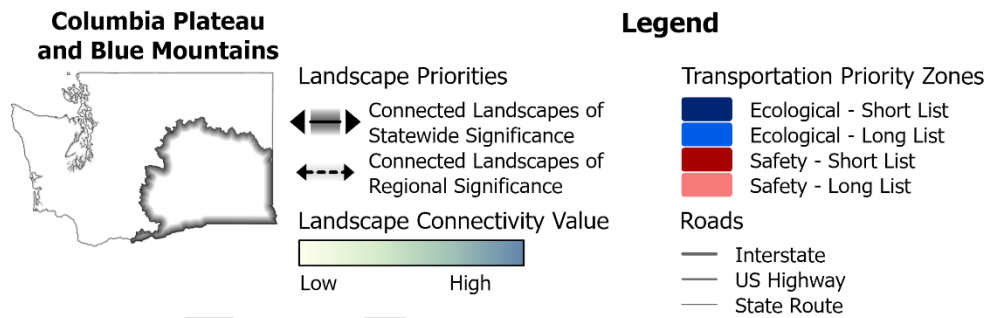 Columbia Plateau
and Blue Mountains
Legend
Landscape Priorities
Connected Landscapes of
Statewide Significance
Connected Landscapes of
Regional Significance
Landscape Connectivity Value
Low High
Transportation Priority Zones
Ecological - Short List
Ecological - Long List
Safety - Short List
Safety - Long List
Roads
Interstate
US Highway
State Route